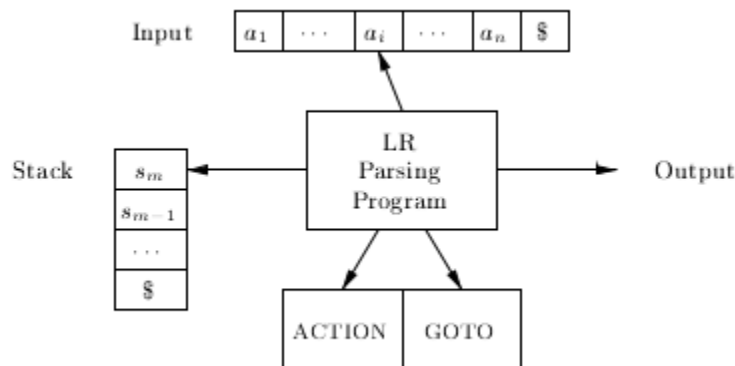 Input a₁ ··· aᵢ ··· aₙ $
LR
Parsing
Program
Stack
sₘ
sₘ₋₁
···
$
Output
ACTION GOTO